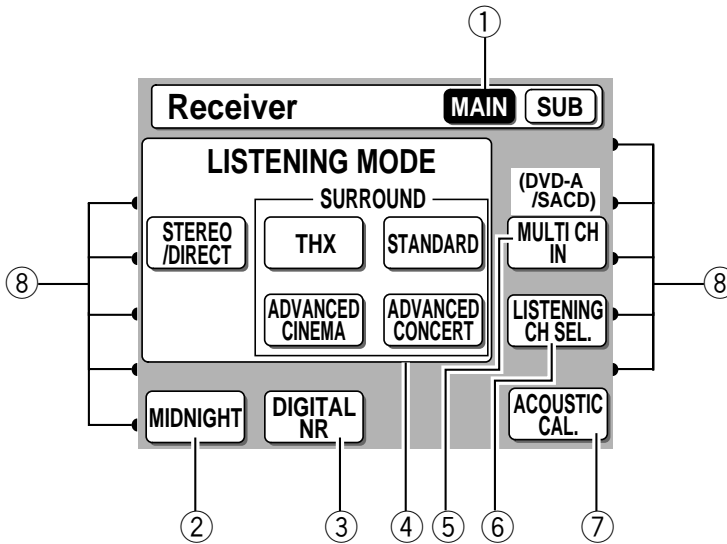 ①
Receiver MAIN SUB
LISTENING MODE
SURROUND
(DVD-A
/SACD)
STEREO
/DIRECT
THX
STANDARD
MULTI CH
IN
ADVANCED
CINEMA
ADVANCED
CONCERT
LISTENING
CH SEL.
⑧
⑧
MIDNIGHT
DIGITAL
NR
ACOUSTIC
CAL.
② ③ ④ ⑤ ⑥ ⑦